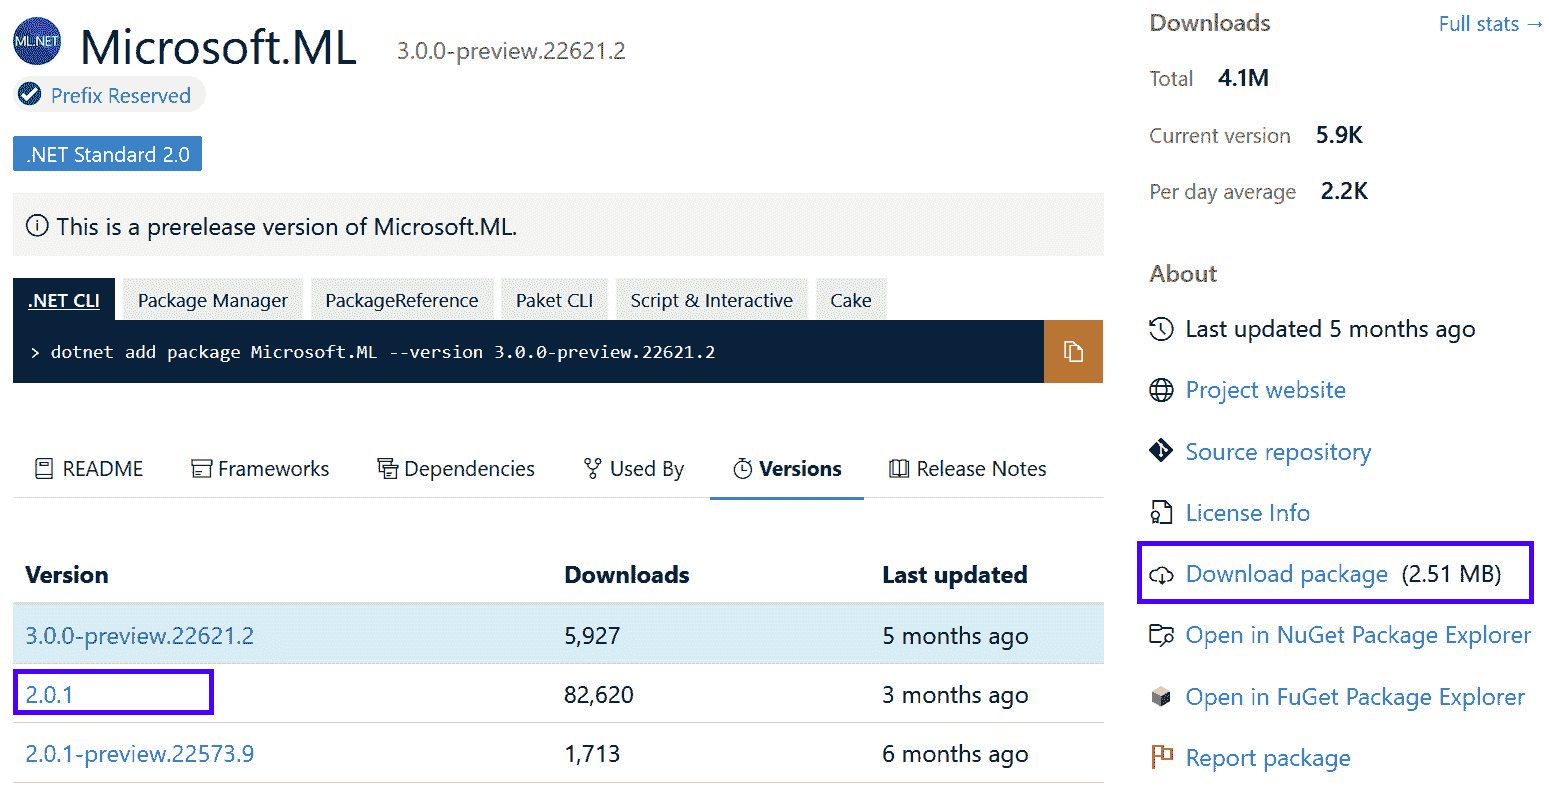 ML.NET
Microsoft.ML 3.0.0-preview.22621.2
Prefix Reserved
.NET Standard 2.0
This is a prerelease version of Microsoft.ML.
.NET CLI Package Manager PackageReference Paket CLI Script & Interactive Cake
> dotnet add package Microsoft.ML --version 3.0.0-preview.22621.2
README Frameworks Dependencies Used By Versions Release Notes
Version Downloads Last updated
3.0.0-preview.22621.2 5,927 5 months ago
2.0.1 82,620 3 months ago
2.0.1-preview.22573.9 1,713 6 months ago
Downloads Full stats →
Total 4.1M
Current version 5.9K
Per day average 2.2K
About
Last updated 5 months ago
Project website
Source repository
License Info
Download package (2.51 MB)
Open in NuGet Package Explorer
Open in FuGet Package Explorer
Report package